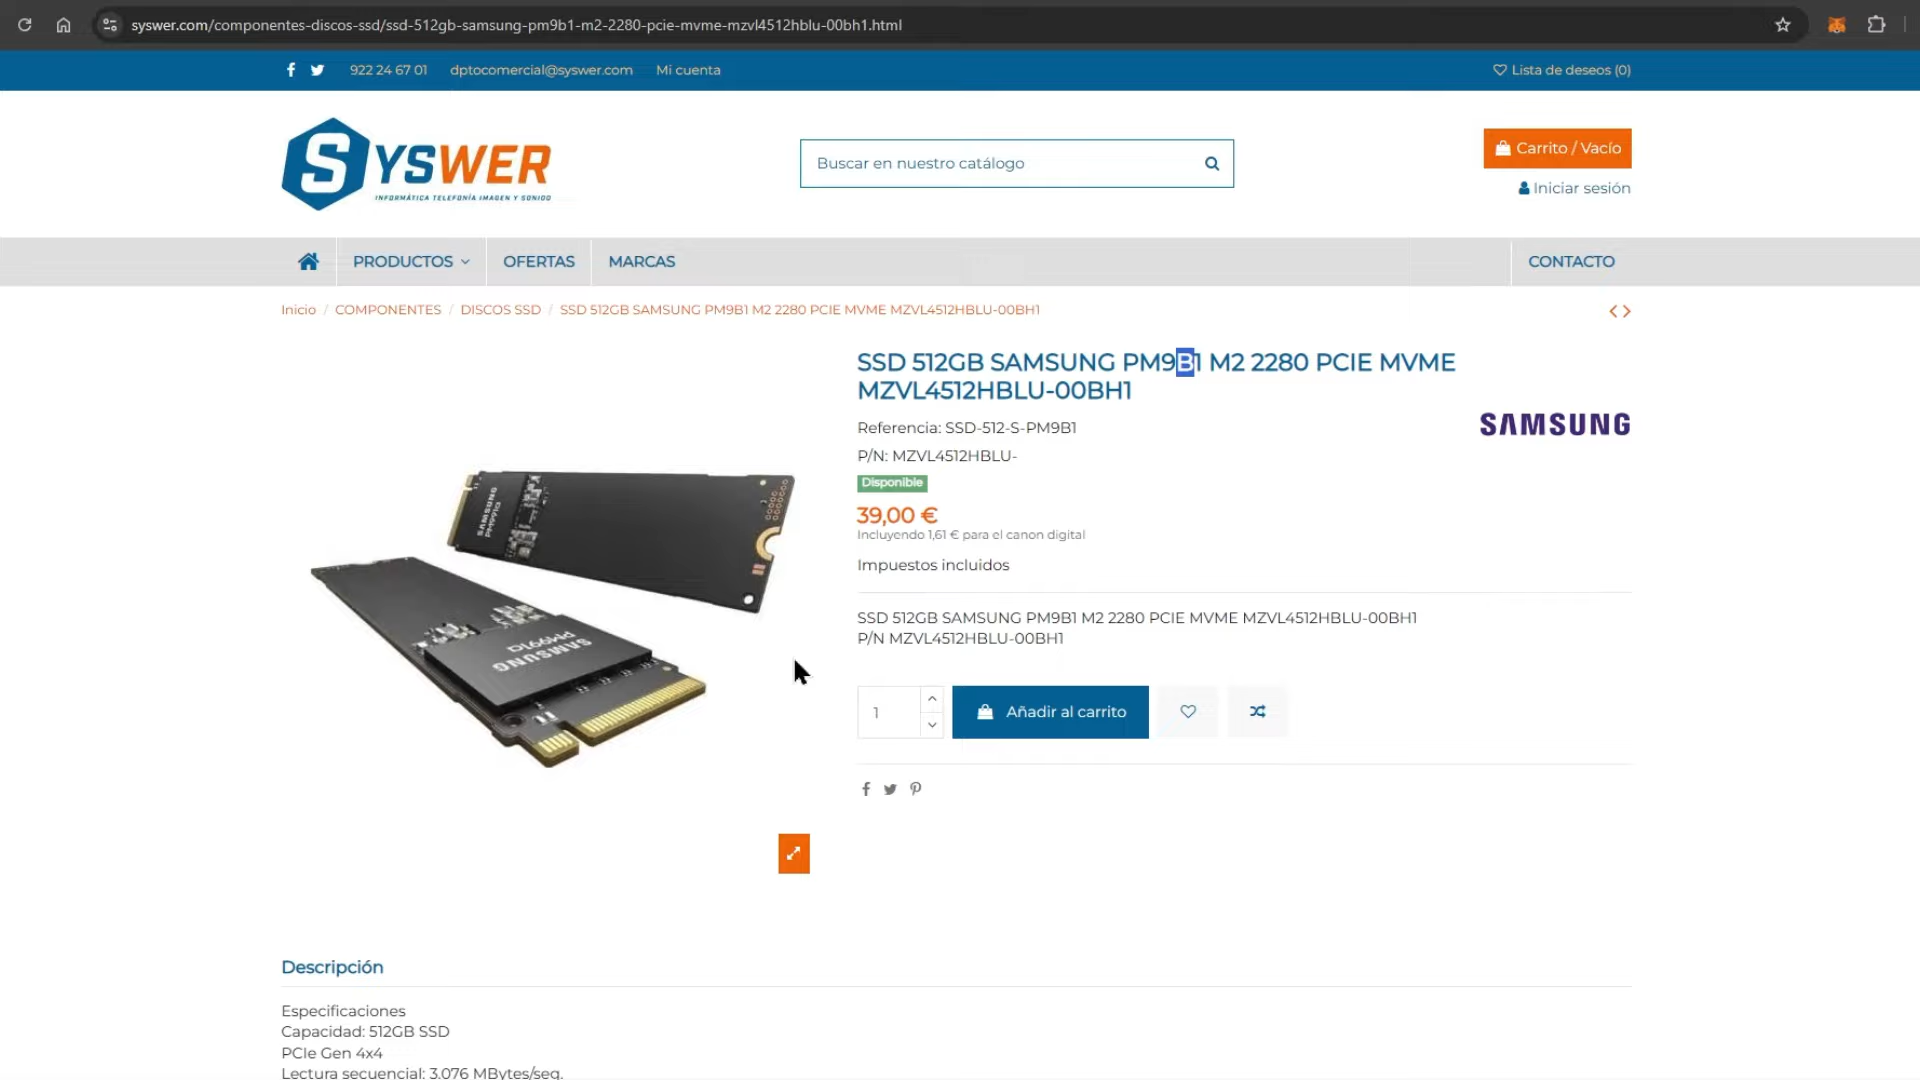 syswer.com/componentes-discos-ssd/ssd-512gb-samsung-pm9b1-m2-2280-pcie-mvme-mzvl4512hblu-00bh1.html
922 24 67 01 dptocomercial@syswer.com Mi cuenta Lista de deseos (0)
SYSWER
INFORMÁTICA TELEFONÍA IMAGEN Y SONIDO
Buscar en nuestro catálogo
Carrito / Vacío
Iniciar sesión
PRODUCTOS OFERTAS MARCAS CONTACTO
Inicio / COMPONENTES / DISCOS SSD / SSD 512GB SAMSUNG PM9B1 M2 2280 PCIE MVME MZVL4512HBLU-00BH1
SSD 512GB SAMSUNG PM9B1 M2 2280 PCIE MVME
MZVL4512HBLU-00BH1
SAMSUNG
Referencia: SSD-512-S-PM9B1
P/N: MZVL4512HBLU-
Disponible
39,00 €
Incluyendo 1,61 € para el canon digital
Impuestos incluidos
SSD 512GB SAMSUNG PM9B1 M2 2280 PCIE MVME MZVL4512HBLU-00BH1
P/N MZVL4512HBLU-00BH1
SAMSUNG
PM991a
SAMSUNG
PM991a
1
Añadir al carrito
Descripción
Especificaciones
Capacidad: 512GB SSD
PCIe Gen 4x4
Lectura secuencial: 3.076 MBytes/seg.